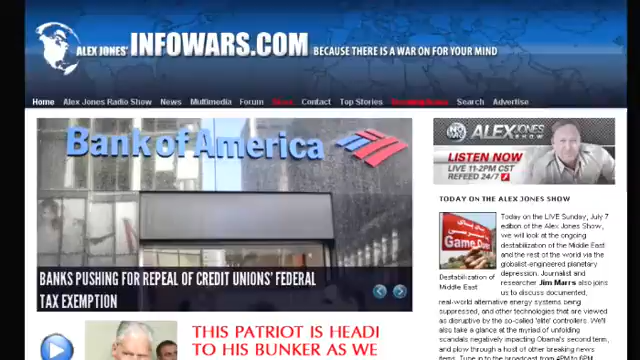 ALEX JONES' INFOWARS.COM BECAUSE THERE IS A WAR ON FOR YOUR MIND
Home Alex Jones Radio Show News Multimedia Forum Contact Top Stories Search Advertise
Bank of America
BANKS PUSHING FOR REPEAL OF CREDIT UNIONS' FEDERAL
TAX EXEMPTION
THIS PATRIOT IS HEADI
TO HIS BUNKER AS WE
ALEX JONES
SHOW
LISTEN NOW
LIVE 11-2PM CST
REFEED 24/7
TODAY ON THE ALEX JONES SHOW
Game Over
Destabilization of
Middle East
Today on the LIVE Sunday, July 7
edition of the Alex Jones Show,
we will look at the ongoing
destabilization of the Middle East
and the rest of the world via the
globalist-engineered planetary
depression. Journalist and
researcher Jim Marrs also joins
us to discuss documented,
real-world alternative energy systems being
suppressed, and other technologies that are viewed
as disruptive by the so-called 'elite' controllers. We'll
also take a glance at the myriad of unfolding
scandals negatively impacting Obama's second term,
and plow through a host of other breaking news
items. Tune in to the broadcast from 4PM to 6PM